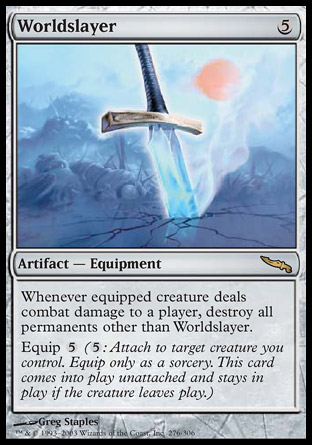 Worldslayer 5
Artifact — Equipment
Whenever equipped creature deals
combat damage to a player, destroy all
permanents other than Worldslayer.
Equip 5 (5: Attach to target creature you
control. Equip only as a sorcery. This card
comes into play unattached and stays in
play if the creature leaves play.)
Greg Staples
™ & © 1993–2003 Wizards of the Coast, Inc. 276/306